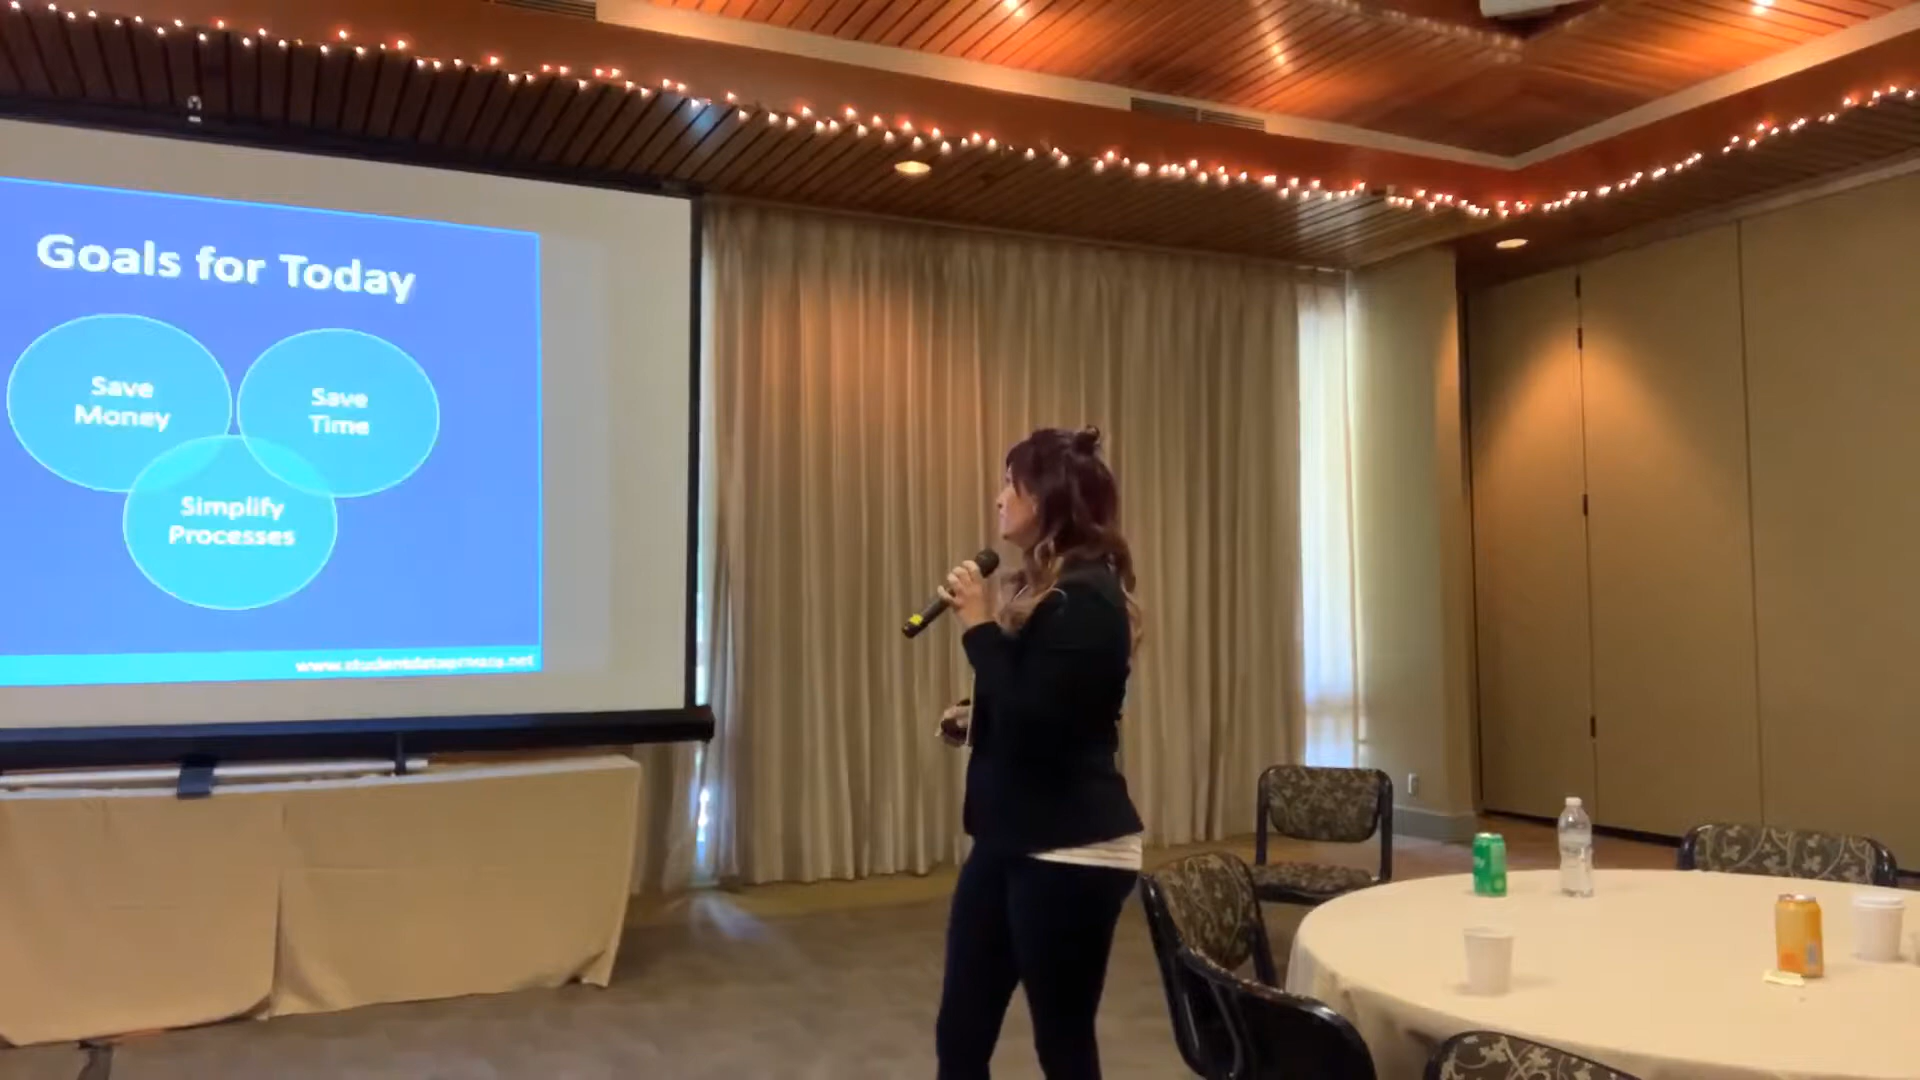 Goals for Today
Save
Money
Save
Time
Simplify
Processes